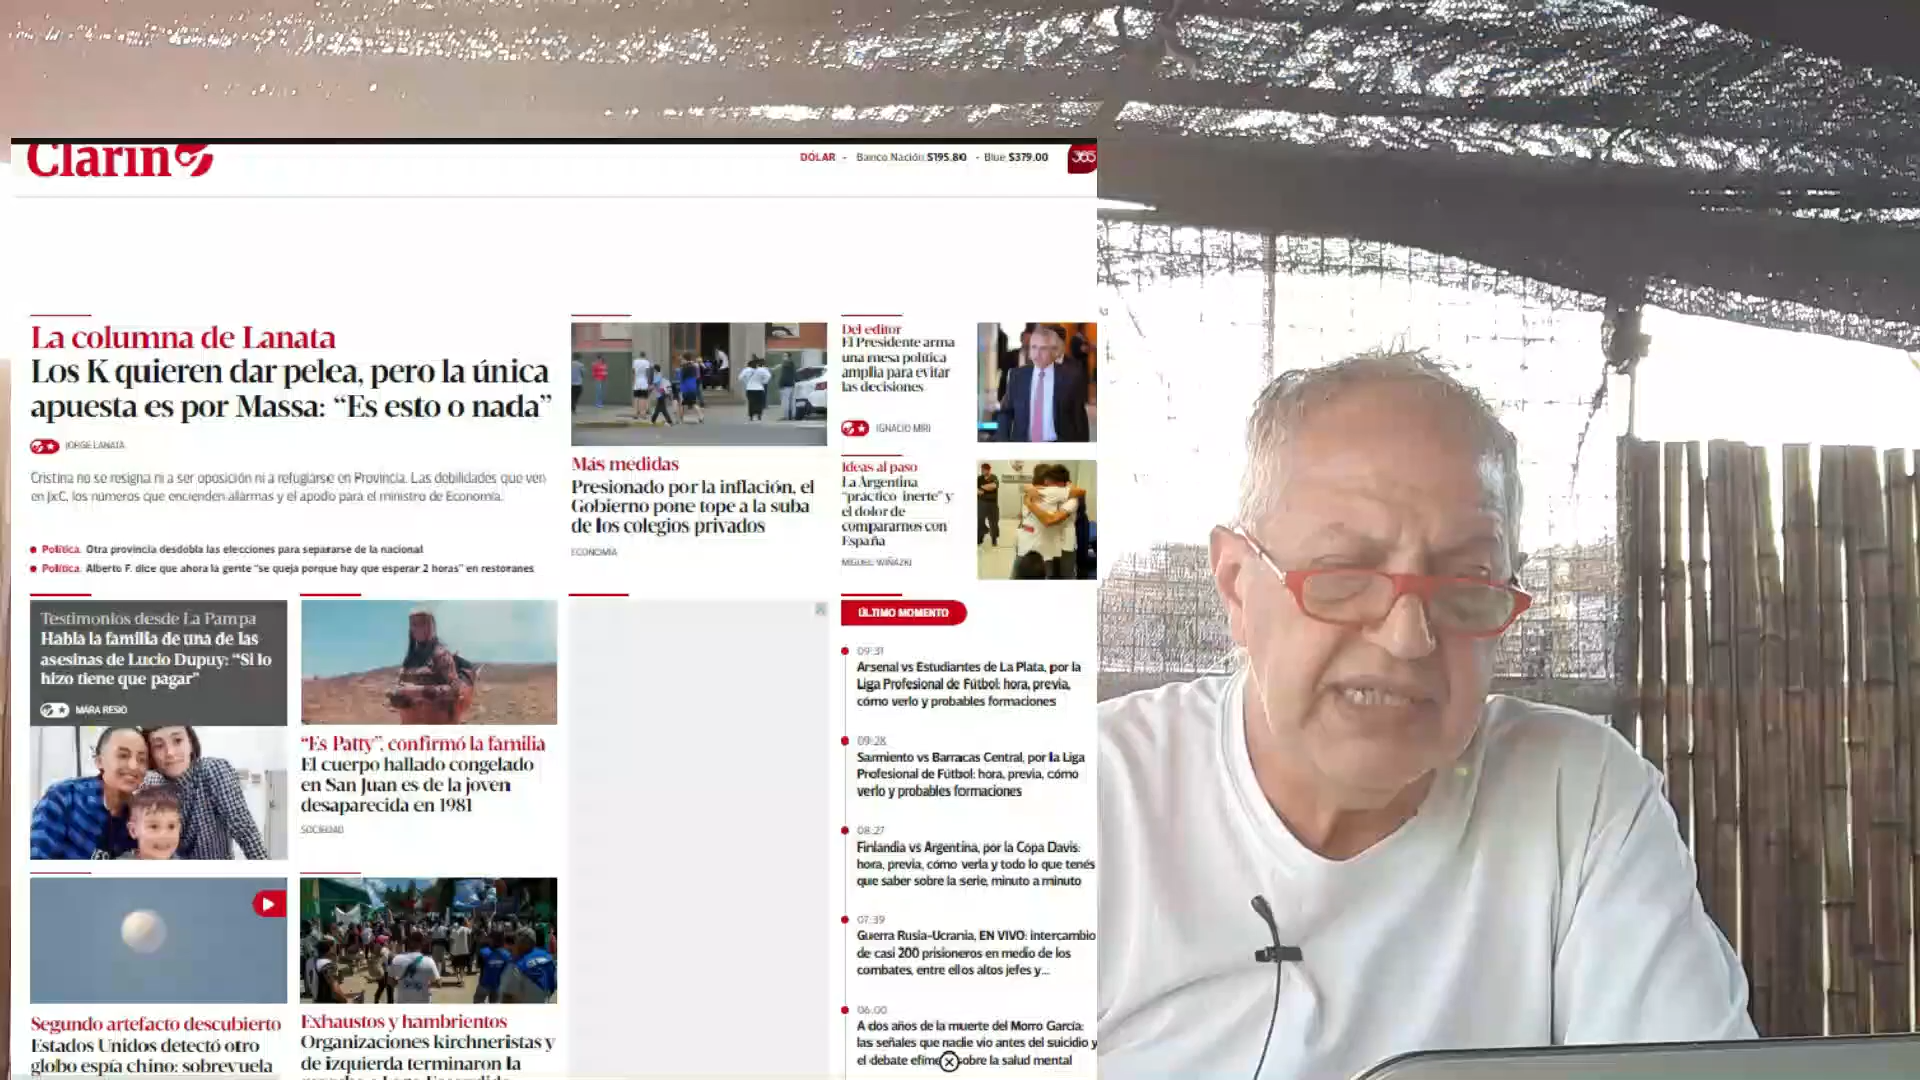 Clarín
DÓLAR - Banco Nación $195.80 - Blue $379.00
365
La columna de Lanata
Los K quieren dar pelea, pero la única
apuesta es por Massa: “Es esto o nada”
JORGE LANATA
Cristina no se resigna ni a ser oposición ni a refugiarse en Provincia. Las debilidades que ven
en JxC, los números que encienden alarmas y el apodo para el ministro de Economía.
Política. Otra provincia desdobla las elecciones para separarse de la nacional
Política. Alberto F. dice que ahora la gente “se queja porque hay que esperar 2 horas” en restoranes
Más medidas
Presionado por la inflación, el
Gobierno pone tope a la suba
de los colegios privados
ECONOMÍA
Del editor
El Presidente arma
una mesa política
amplia para evitar
las decisiones
IGNACIO MIRI
Ideas al paso
La Argentina
“práctico-inerte” y
el dolor de
compararnos con
España
MIGUEL WIÑAZKI
Testimonios desde La Pampa
Habla la familia de una de las
asesinas de Lucio Dupuy: “Si lo
hizo tiene que pagar”
MARA RESIO
“Es Patty”, confirmó la familia
El cuerpo hallado congelado
en San Juan es de la joven
desaparecida en 1981
SOCIEDAD
Segundo artefacto descubierto
Estados Unidos detectó otro
globo espía chino: sobrevuela
Exhaustos y hambrientos
Organizaciones kirchneristas y
de izquierda terminaron la
ÚLTIMO MOMENTO
09:31
Arsenal vs Estudiantes de La Plata, por la
Liga Profesional de Fútbol: hora, previa,
cómo verlo y probables formaciones
09:28
Sarmiento vs Barracas Central, por la Liga
Profesional de Fútbol: hora, previa, cómo
verlo y probables formaciones
08:27
Finlandia vs Argentina, por la Copa Davis:
hora, previa, cómo verla y todo lo que tenés
que saber sobre la serie, minuto a minuto
07:39
Guerra Rusia-Ucrania, EN VIVO: intercambio
de casi 200 prisioneros en medio de los
combates, entre ellos altos jefes y...
06:00
A dos años de la muerte del Morro García:
las señales que nadie vio antes del suicidio y
el debate sobre la salud mental